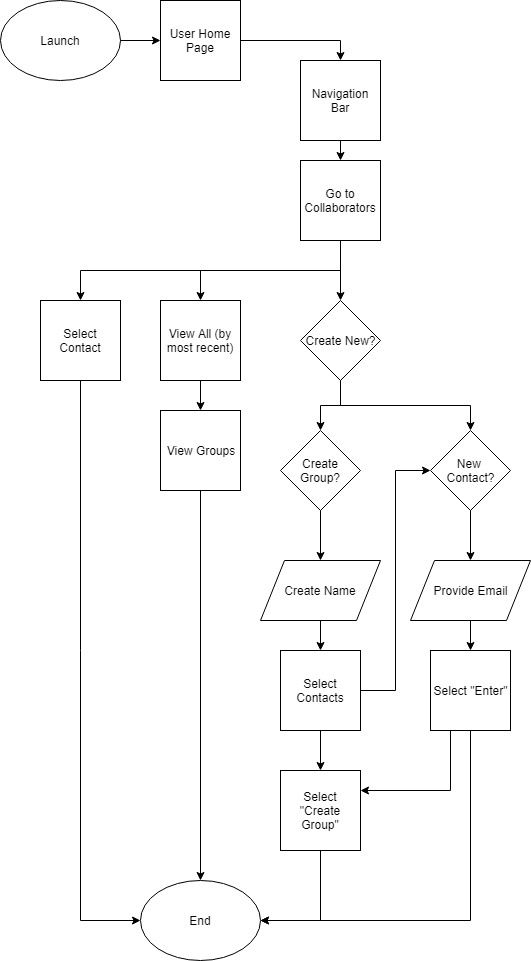 Launch
User Home
Page
Navigation
Bar
Go to
Collaborators
Select
Contact
View All (by
most recent)
Create New?
View Groups
Create
Group?
New
Contact?
Create Name
Provide Email
Select
Contacts
Select "Enter"
Select
"Create
Group"
End